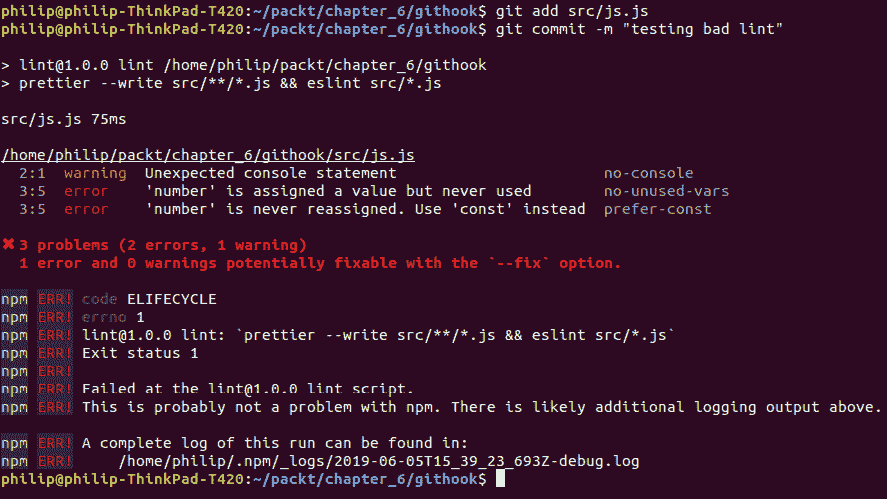 philip@philip-ThinkPad-T420:~/packt/chapter_6/githook$ git add src/js.js
philip@philip-ThinkPad-T420:~/packt/chapter_6/githook$ git commit -m "testing bad lint"
> lint@1.0.0 lint /home/philip/packt/chapter_6/githook
> prettier --write src/**/*.js && eslint src/*.js
src/js.js 75ms
/home/philip/packt/chapter_6/githook/src/js.js
2:1 warning Unexpected console statement no-console
3:5 error 'number' is assigned a value but never used no-unused-vars
3:5 error 'number' is never reassigned. Use 'const' instead prefer-const
✖ 3 problems (2 errors, 1 warning)
1 error and 0 warnings potentially fixable with the `--fix` option.
npm ERR! code ELIFECYCLE
npm ERR! errno 1
npm ERR! lint@1.0.0 lint: `prettier --write src/**/*.js && eslint src/*.js`
npm ERR! Exit status 1
npm ERR!
npm ERR! Failed at the lint@1.0.0 lint script.
npm ERR! This is probably not a problem with npm. There is likely additional logging output above.
npm ERR! A complete log of this run can be found in:
npm ERR! /home/philip/.npm/_logs/2019-06-05T15_39_23_693Z-debug.log
philip@philip-ThinkPad-T420:~/packt/chapter_6/githook$